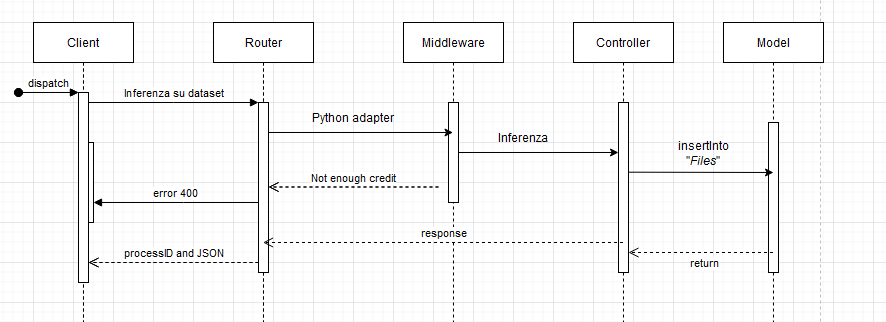 Client
Router
Middleware
Controller
Model
dispatch
Inferenza su dataset
Python adapter
Inferenza
insertInto
"Files"
Not enough credit
error 400
response
processID and JSON
return